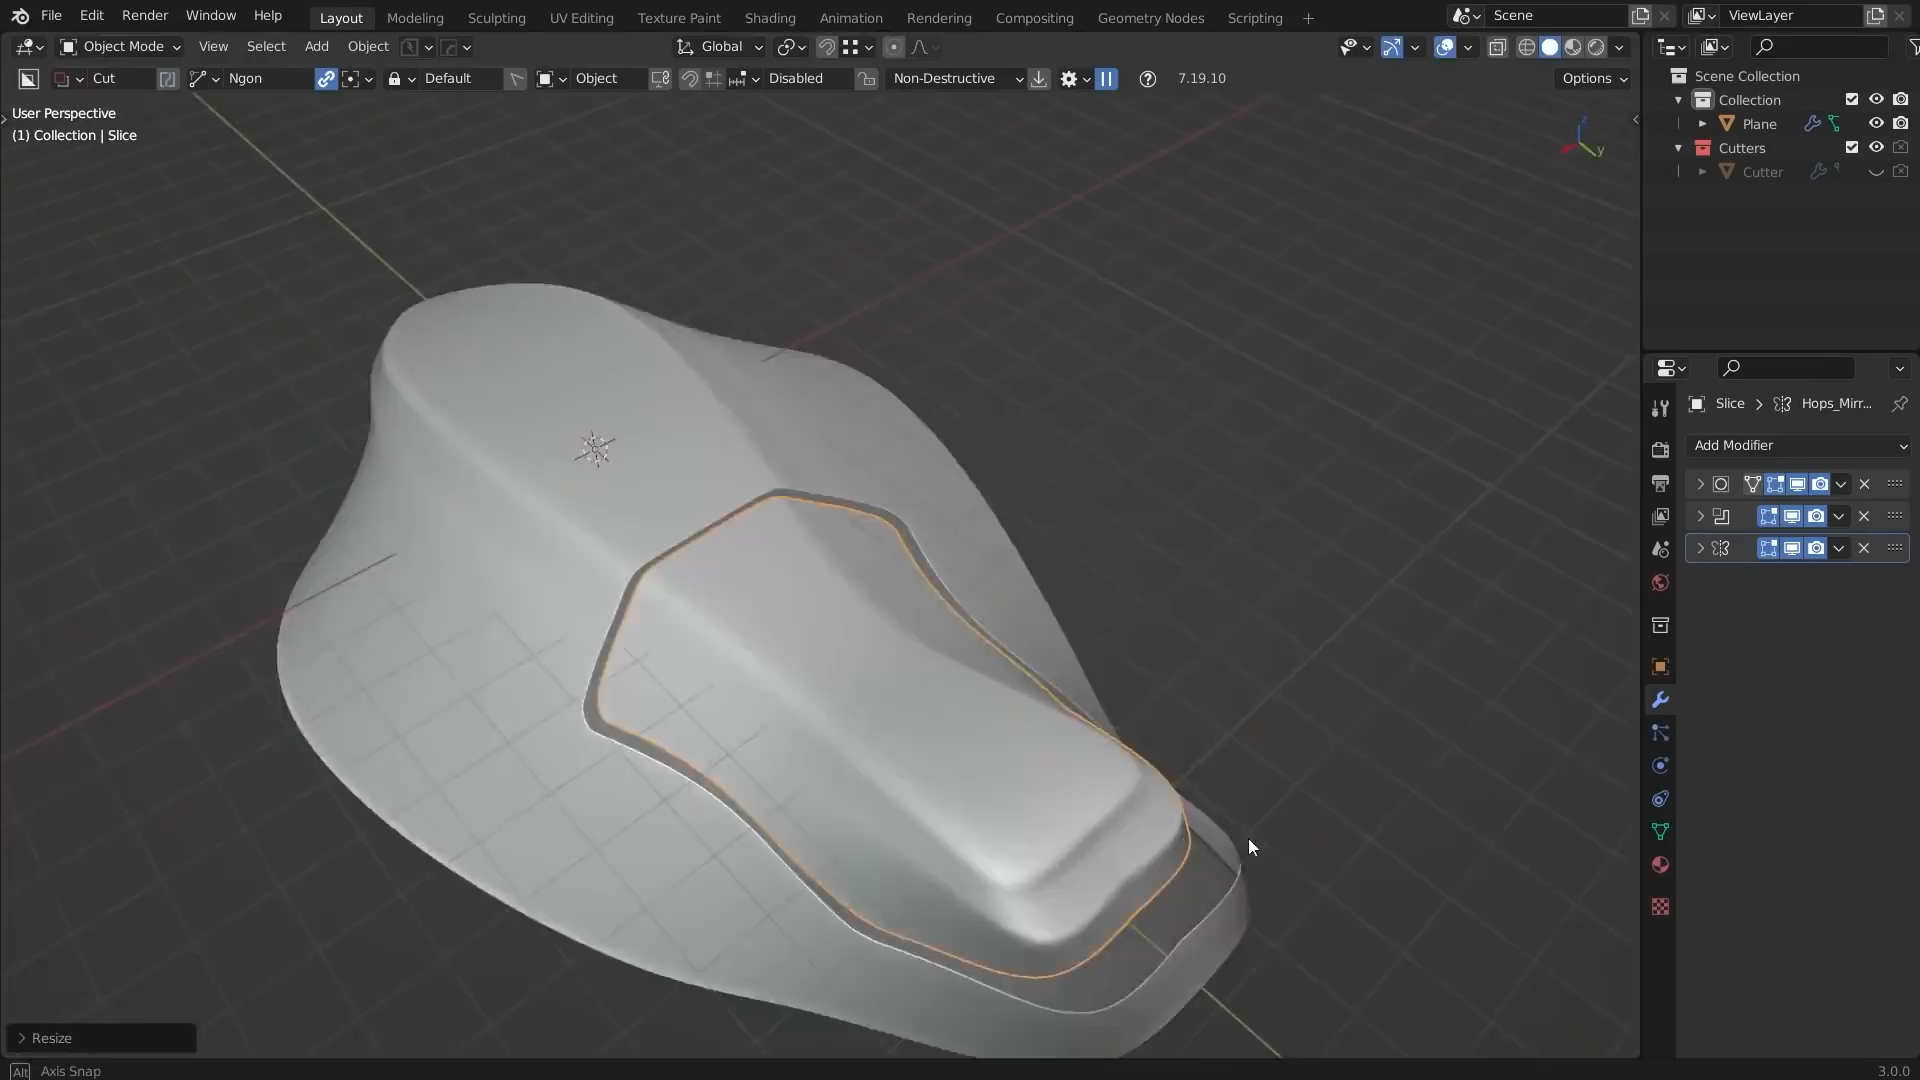 File Edit Render Window Help Layout Modeling Sculpting UV Editing Texture Paint Shading Animation Rendering Compositing Geometry Nodes Scripting + Scene ViewLayer
Object Mode View Select Add Object Global
Cut Ngon Default Object Disabled Non-Destructive 7.19.10 Options
User Perspective
(1) Collection | Slice
z
y
Scene Collection
Collection
Plane
Cutters
Cutter
Slice > Hops_Mirr...
Add Modifier
Resize
Alt Axis Snap 3.0.0